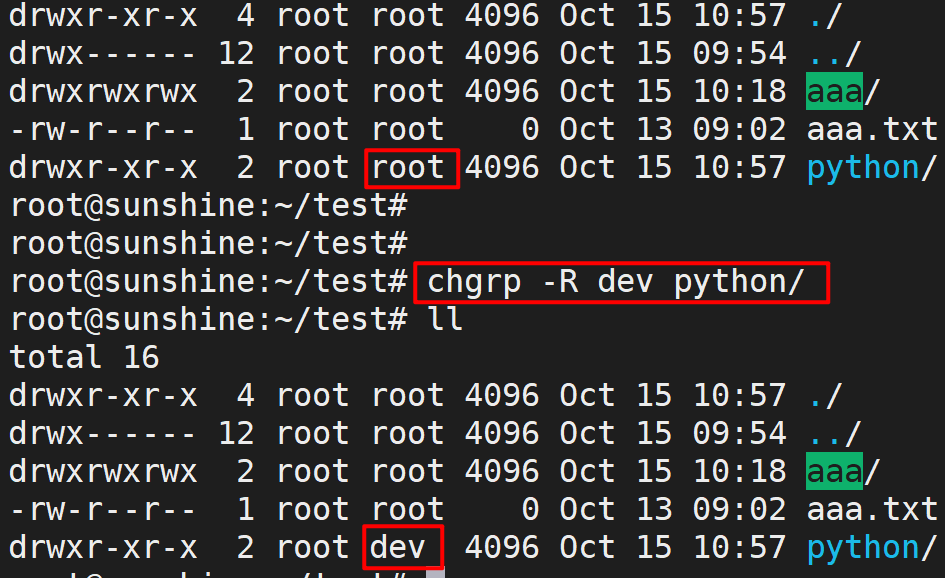 drwxr-xr-x  4 root root 4096 Oct 15 10:57 ./
drwx------ 12 root root 4096 Oct 15 09:54 ../
drwxrwxrwx  2 root root 4096 Oct 15 10:18 aaa/
-rw-r--r--  1 root root    0 Oct 13 09:02 aaa.txt
drwxr-xr-x  2 root root 4096 Oct 15 10:57 python/
root@sunshine:~/test#
root@sunshine:~/test#
root@sunshine:~/test# chgrp -R dev python/
root@sunshine:~/test# ll
total 16
drwxr-xr-x  4 root root 4096 Oct 15 10:57 ./
drwx------ 12 root root 4096 Oct 15 09:54 ../
drwxrwxrwx  2 root root 4096 Oct 15 10:18 aaa/
-rw-r--r--  1 root root    0 Oct 13 09:02 aaa.txt
drwxr-xr-x  2 root dev  4096 Oct 15 10:57 python/
root@sunshine:~/test#